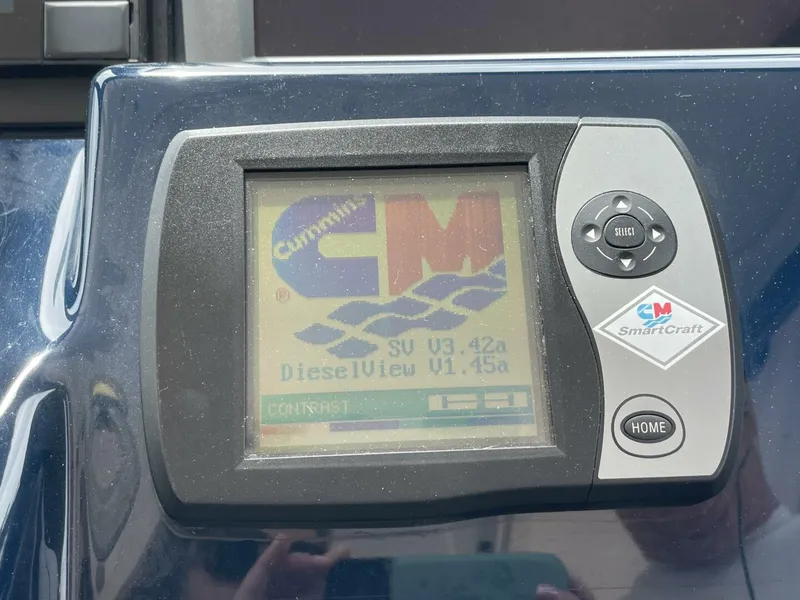 Cummins
CM
®
SV V3.42a
DieselView V1.45a
CONTRAST
SELECT
CM
SmartCraft
HOME